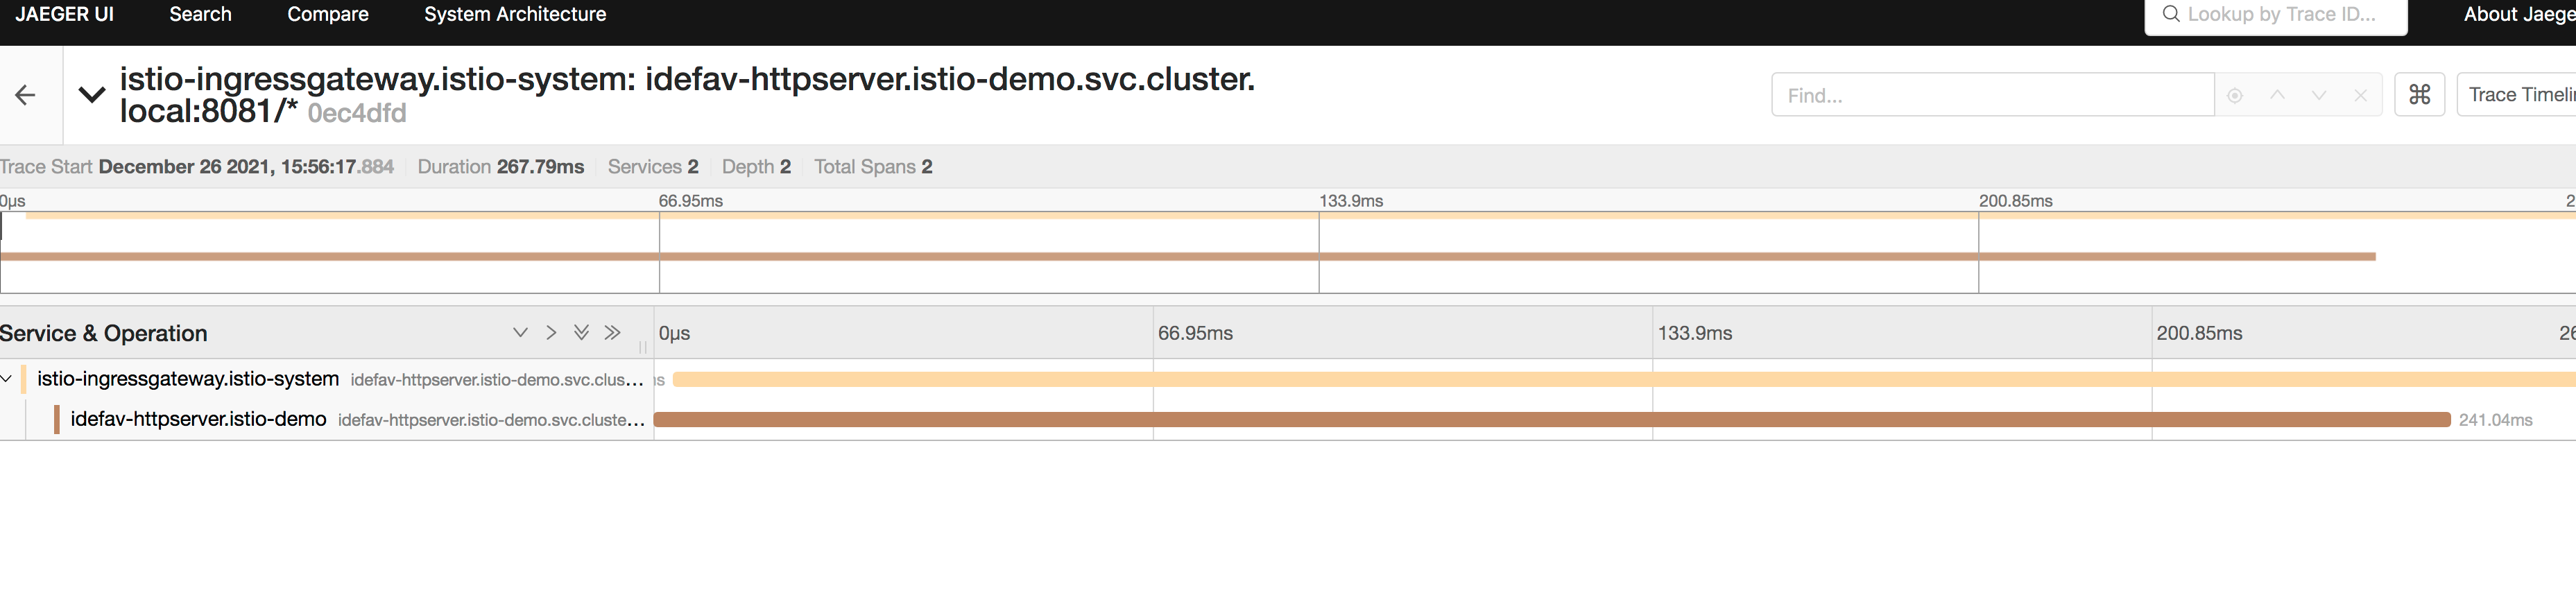 JAEGER UI Search Compare System Architecture Lookup by Trace ID... About Jaege
istio-ingressgateway.istio-system: idefav-httpserver.istio-demo.svc.cluster.
local:8081/* 0ec4dfd
Find... Trace Timeli
Trace Start December 26 2021, 15:56:17.884 Duration 267.79ms Services 2 Depth 2 Total Spans 2
0μs 66.95ms 133.9ms 200.85ms 2
Service & Operation 0μs 66.95ms 133.9ms 200.85ms 26
istio-ingressgateway.istio-system idefav-httpserver.istio-demo.svc.clus...
idefav-httpserver.istio-demo idefav-httpserver.istio-demo.svc.cluste... 241.04ms